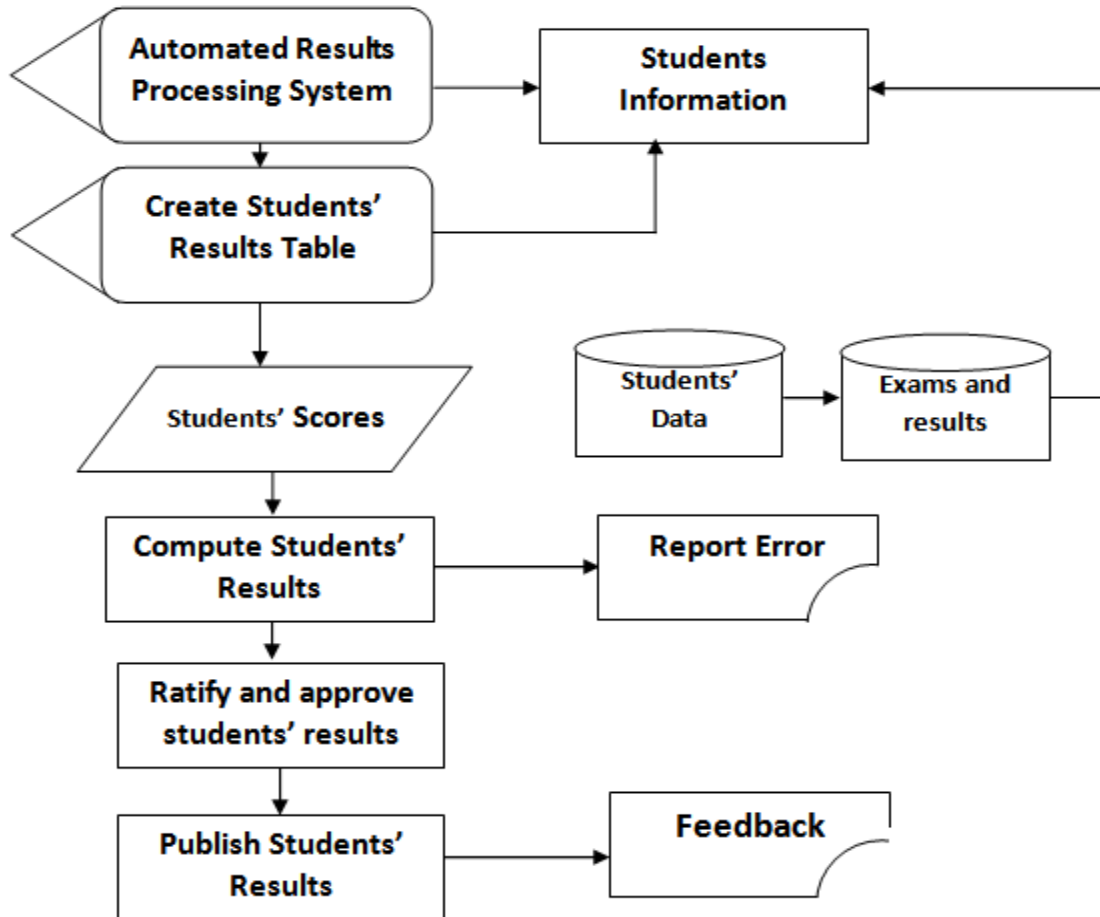 Automated Results
Processing System
Students
Information
Create Students’
Results Table
Students’ Scores
Students’
Data
Exams and
results
Compute Students’
Results
Report Error
Ratify and approve
students’ results
Publish Students’
Results
Feedback